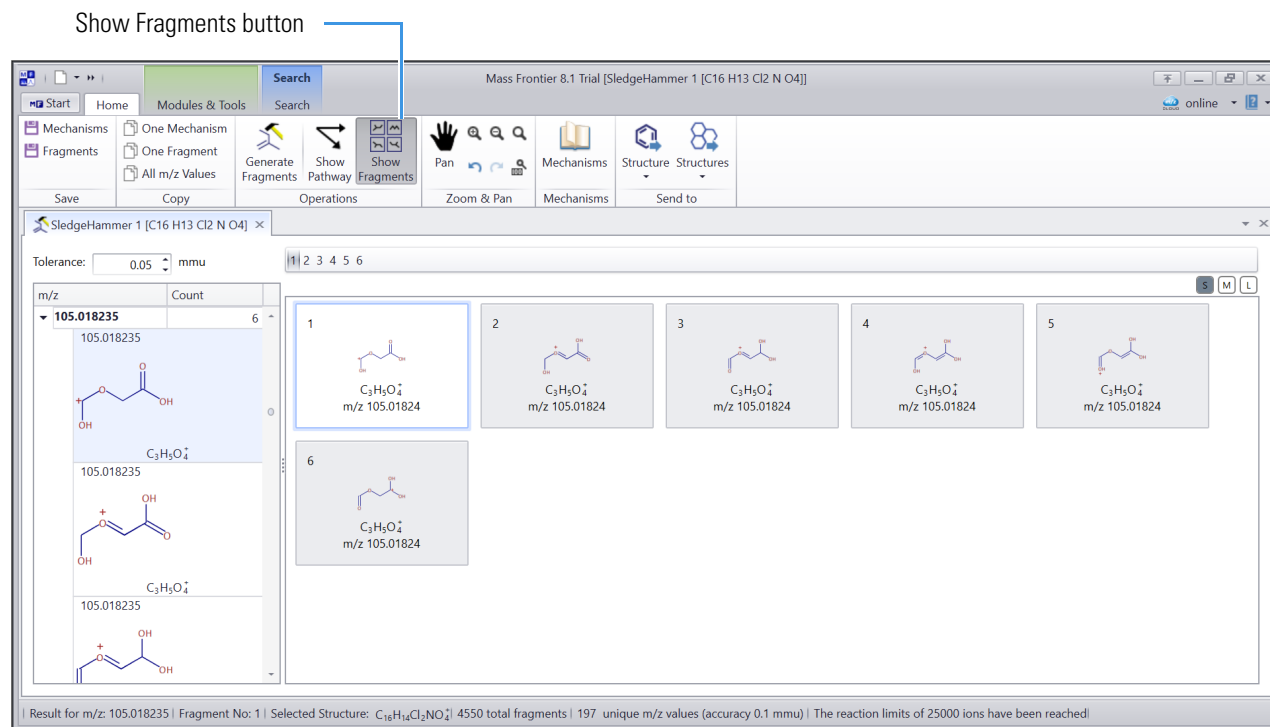 Show Fragments button
Search
Mass Frontier 8.1 Trial [SledgeHammer 1 [C16 H13 Cl2 N O4]]
Start Home Modules & Tools Search
online
Mechanisms
Fragments
Save
One Mechanism
One Fragment
All m/z Values
Copy
Generate Fragments
Show Pathway
Show Fragments
Operations
Pan
Zoom & Pan
Mechanisms
Mechanisms
Structure
Structures
Send to
SledgeHammer 1 [C16 H13 Cl2 N O4]
Tolerance: 0.05 mmu
1 2 3 4 5 6
S M L
m/z Count
105.018235 6
105.018235
O
O
OH
+
OH
C₃H₅O₄⁺
105.018235
OH
+
O
O
OH
C₃H₅O₄⁺
105.018235
OH
+
O
OH
1
C₃H₅O₄⁺
m/z 105.01824
2
C₃H₅O₄⁺
m/z 105.01824
3
C₃H₅O₄⁺
m/z 105.01824
4
C₃H₅O₄⁺
m/z 105.01824
5
C₃H₅O₄⁺
m/z 105.01824
6
C₃H₅O₄⁺
m/z 105.01824
Result for m/z: 105.018235 | Fragment No: 1 | Selected Structure: C₁₆H₁₄Cl₂NO₄⁺ | 4550 total fragments | 197 unique m/z values (accuracy 0.1 mmu) | The reaction limits of 25000 ions have been reached